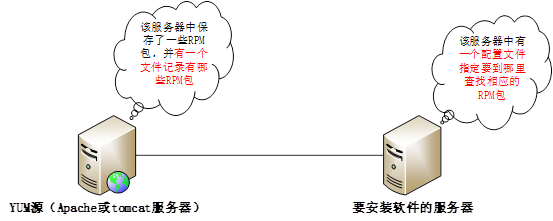 该服务器中保
存了一些RPM
包，并有一个
文件记录有哪
些RPM包
该服务器中有
一个配置文件
指定要到哪里
查找相应的
RPM包
YUM源（Apache或tomcat服务器）
要安装软件的服务器